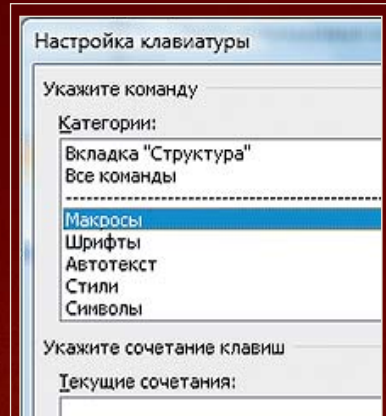 Настройка клавиатуры
Укажите команду
Категории:
Вкладка "Структура"
Все команды
Макросы
Шрифты
Автотекст
Стили
Символы
Укажите сочетание клавиш
Текущие сочетания: